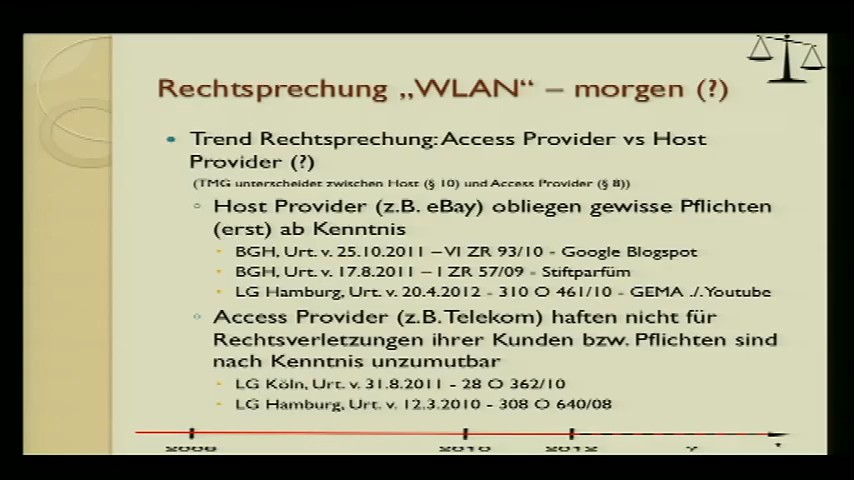 Rechtsprechung „WLAN“ – morgen (?)
Trend Rechtsprechung: Access Provider vs Host
Provider (?)
(TMG unterscheidet zwischen Host (§ 10) und Access Provider (§ 8))
Host Provider (z.B. eBay) obliegen gewisse Pflichten
(erst) ab Kenntnis
BGH, Urt. v. 25.10.2011 – VI ZR 93/10 - Google Blogspot
BGH, Urt. v. 17.8.2011 – I ZR 57/09 - Stiftparfüm
LG Hamburg, Urt. v. 20.4.2012 - 310 O 461/10 - GEMA ./. Youtube
Access Provider (z.B. Telekom) haften nicht für
Rechtsverletzungen ihrer Kunden bzw. Pflichten sind
nach Kenntnis unzumutbar
LG Köln, Urt. v. 31.8.2011 - 28 O 362/10
LG Hamburg, Urt. v. 12.3.2010 - 308 O 640/08
2010 2012 ?